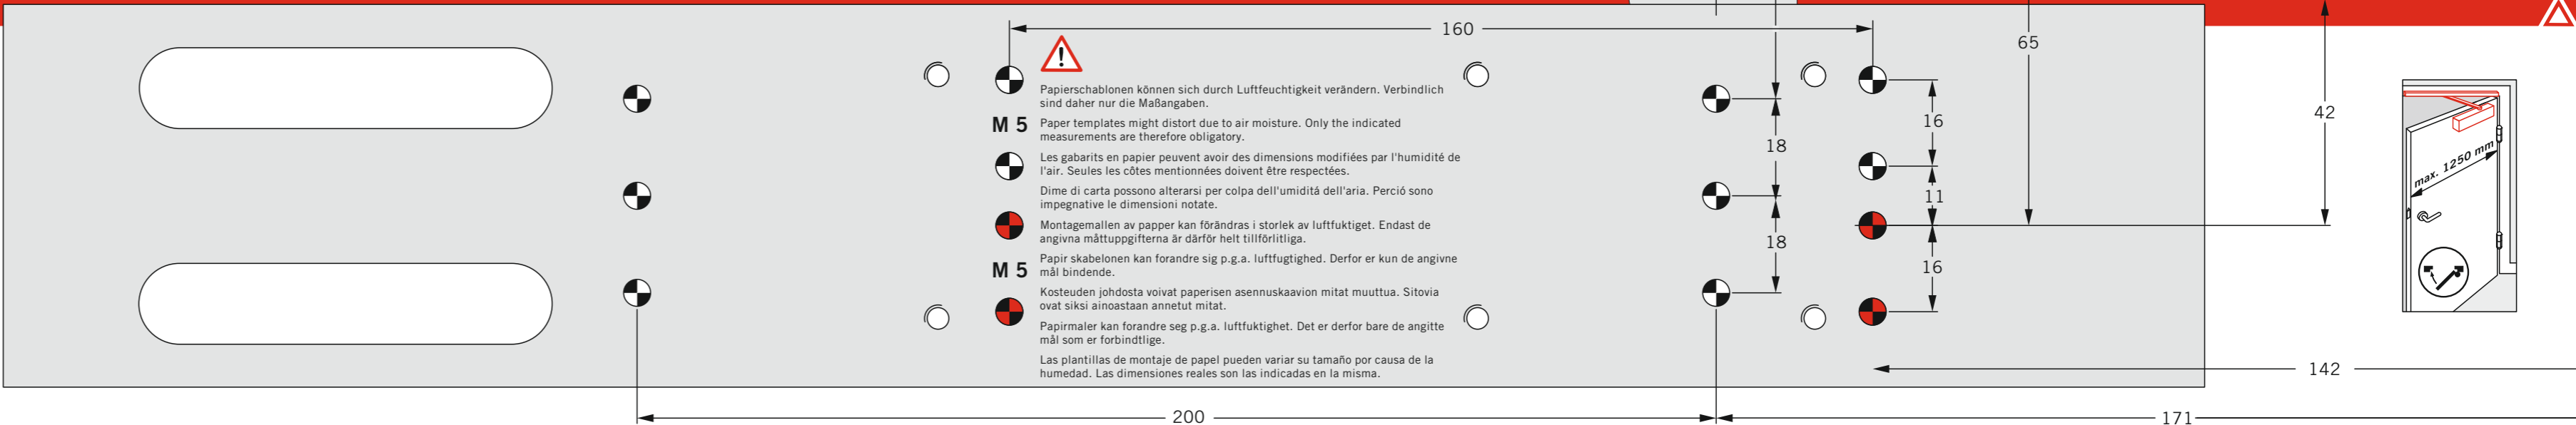 160
65
Papierschablonen können sich durch Luftfeuchtigkeit verändern. Verbindlich
sind daher nur die Maßangaben.
M 5
Paper templates might distort due to air moisture. Only the indicated
measurements are therefore obligatory.
Les gabarits en papier peuvent avoir des dimensions modifiées par l'humidité de
l'air. Seules les côtes mentionnées doivent être respectées.
Dime di carta possono alterarsi per colpa dell'umiditá dell'aria. Perció sono
impegnative le dimensioni notate.
Montagemallen av papper kan förändras i storlek av luftfuktiget. Endast de
angivna måttuppgifterna är därför helt tillförlitliga.
M 5
Papir skabelonen kan forandre sig p.g.a. luftfugtighed. Derfor er kun de angivne
mål bindende.
Kosteuden johdosta voivat paperisen asennuskaavion mitat muuttua. Sitovia
ovat siksi ainoastaan annetut mitat.
Papirmaler kan forandre seg p.g.a. luftfuktighet. Det er derfor bare de angitte
mål som er forbindtlige.
Las plantillas de montaje de papel pueden variar su tamaño por causa de la
humedad. Las dimensiones reales son las indicadas en la misma.
18
18
16
11
16
42
max. 1250 mm
142
200
171